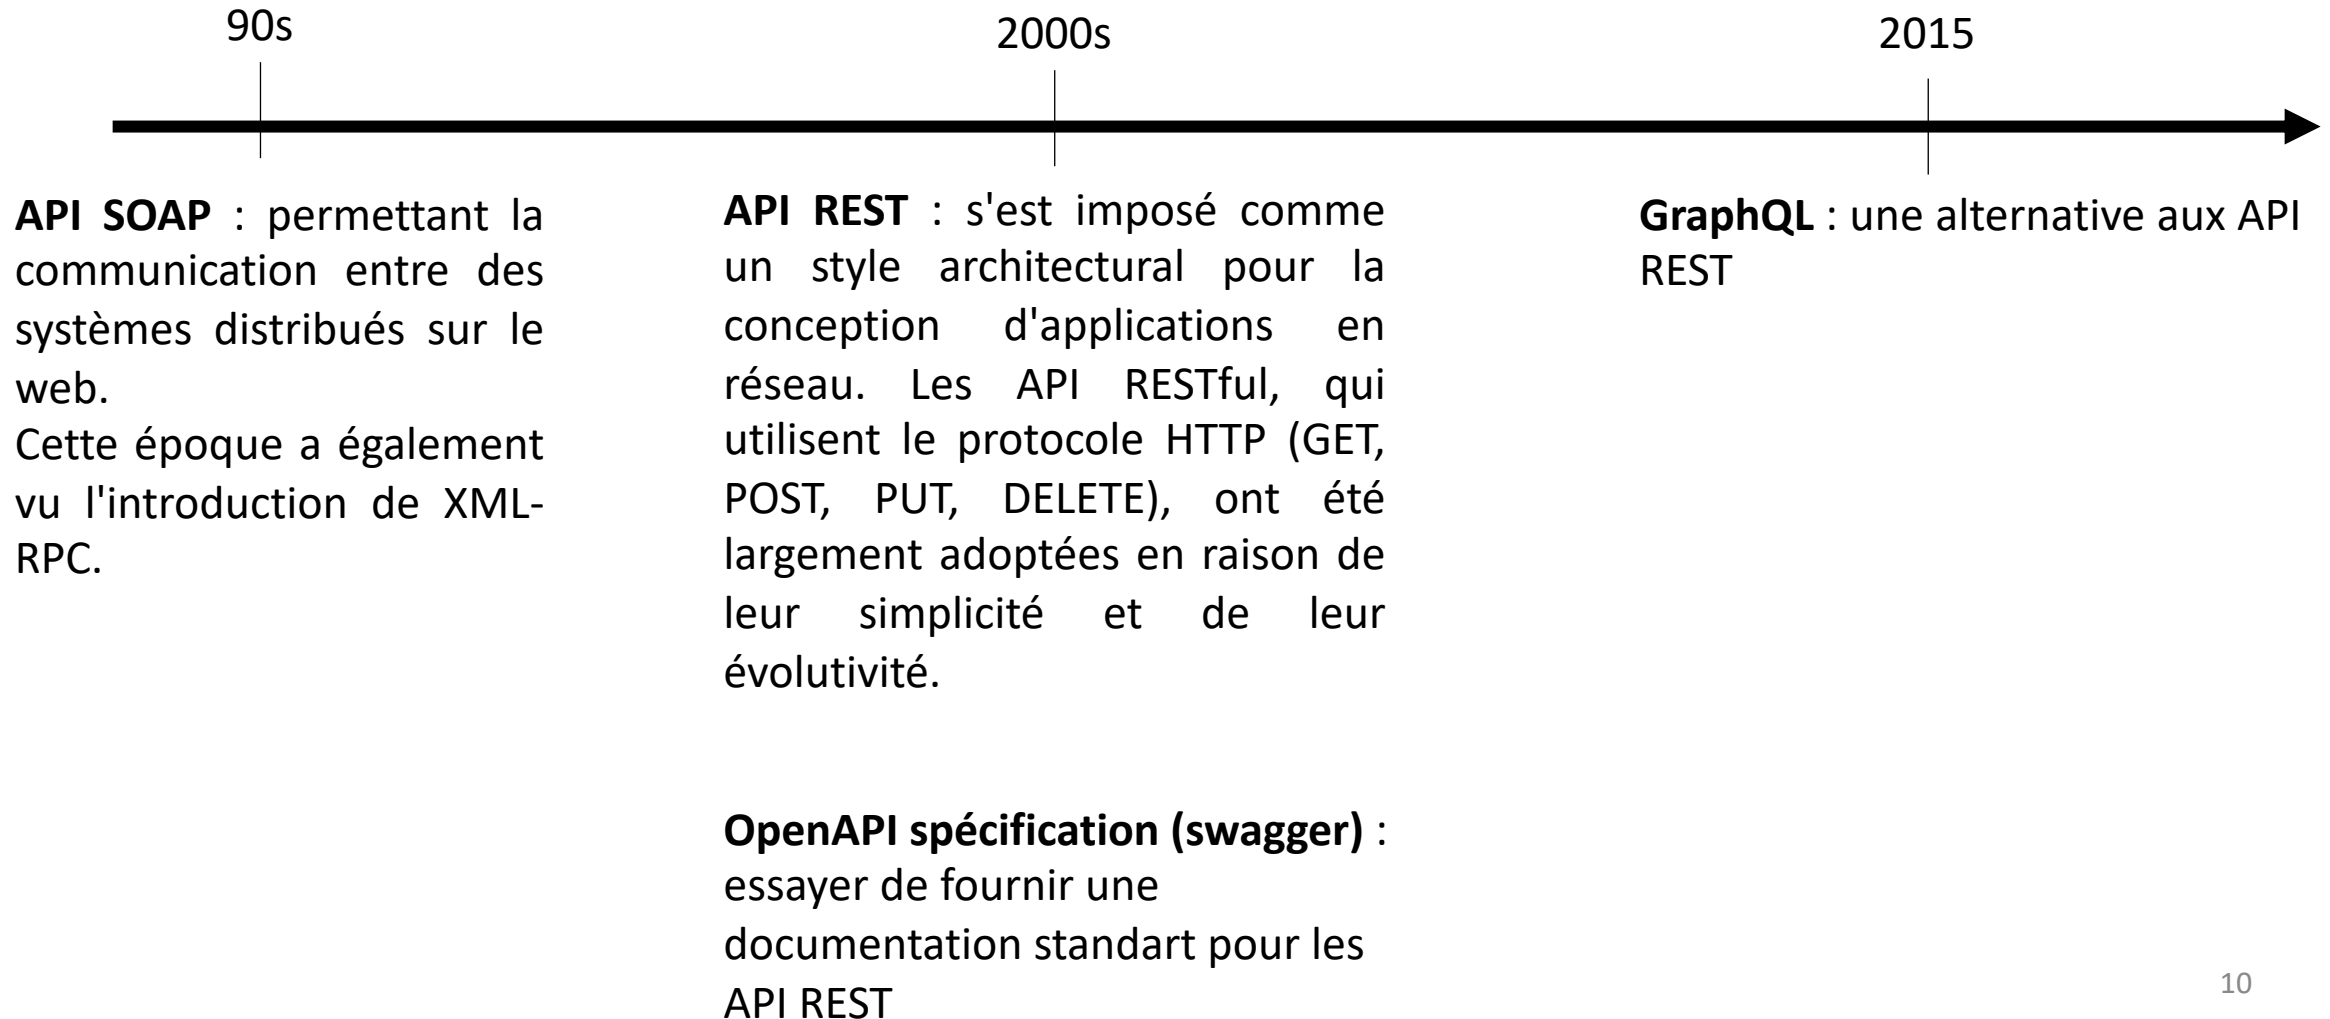 90s
2000s
2015
API SOAP : permettant la
communication entre des
systèmes distribués sur le
web.
Cette époque a également
vu l'introduction de XML-
RPC.
API REST : s'est imposé comme
un style architectural pour la
conception d'applications en
réseau. Les API RESTful, qui
utilisent le protocole HTTP (GET,
POST, PUT, DELETE), ont été
largement adoptées en raison de
leur simplicité et de leur
évolutivité.
OpenAPI spécification (swagger) :
essayer de fournir une
documentation standart pour les
API REST
GraphQL : une alternative aux API
REST
10